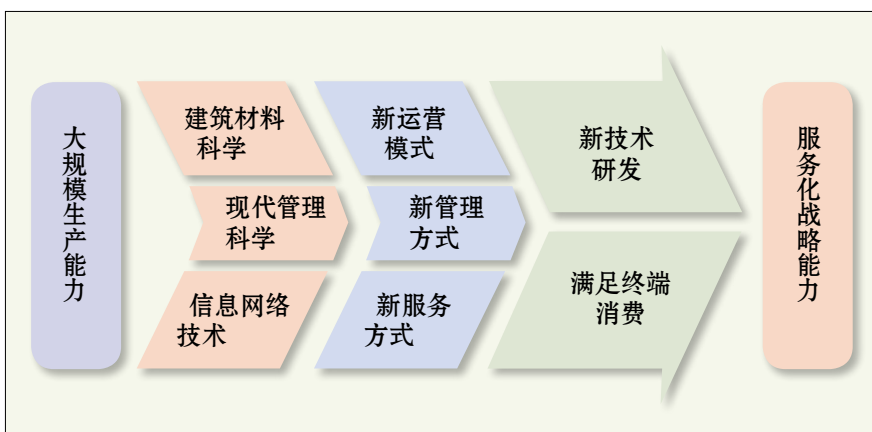 大规模生产能力
建筑材料
科学
现代管理
科学
信息网络
技术
新运营
模式
新管理
方式
新服务
方式
新技术
研发
满足终端
消费
服务化战略能力